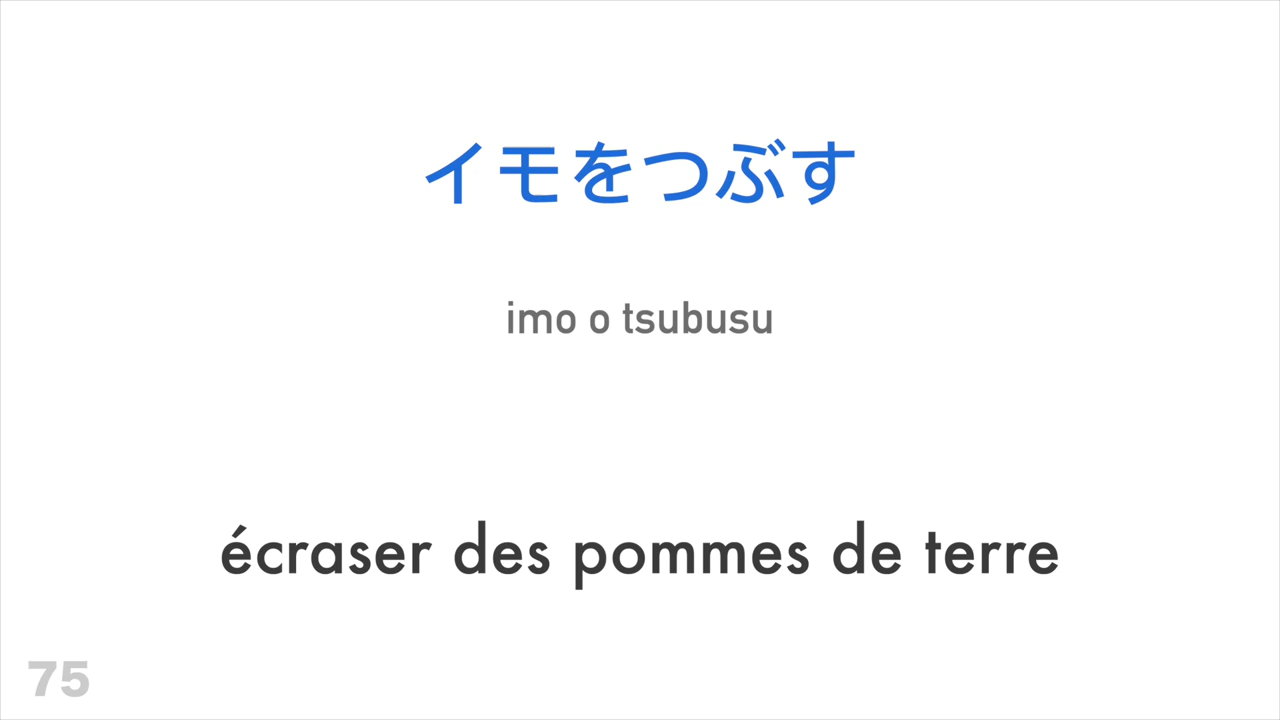 イモをつぶす
imo o tsubusu
écraser des pommes de terre
75